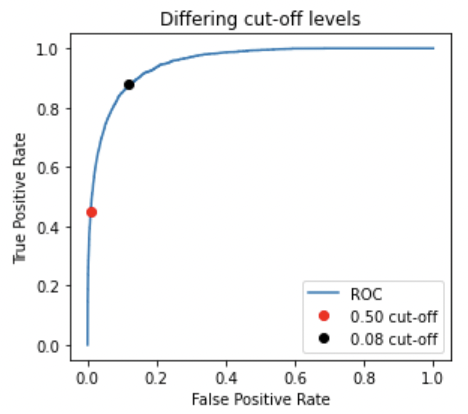 Differing cut-off levels
True Positive Rate
1.0
0.8
0.6
0.4
0.2
0.0
ROC
0.50 cut-off
0.08 cut-off
0.0 0.2 0.4 0.6 0.8 1.0
False Positive Rate